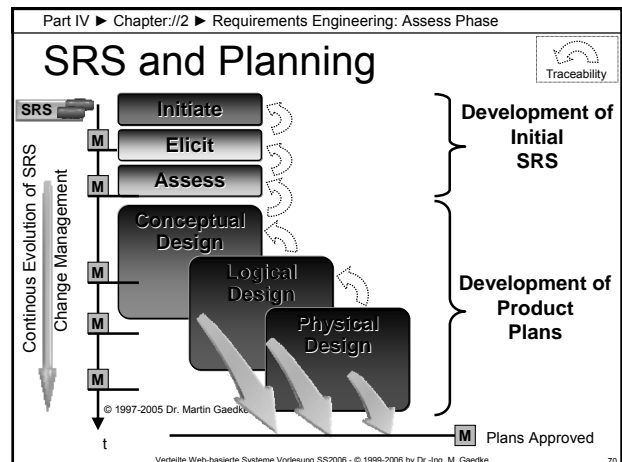 Part IV ► Chapter://2 ► Requirements Engineering: Assess Phase
SRS and Planning
Traceability
SRS
Initiate
M
Elicit
M
Assess
Development of
Initial
SRS
Continous Evolution of SRS
Change Management
Conceptual
Design
M
Logical
Design
M
Physical
Design
M
Development of
Product
Plans
© 1997-2005 Dr. Martin Gaedke
t
M Plans Approved
Verteilte Web-basierte Systeme Vorlesung SS2006 - © 1999-2006 by Dr.-Ing. M. Gaedke
70